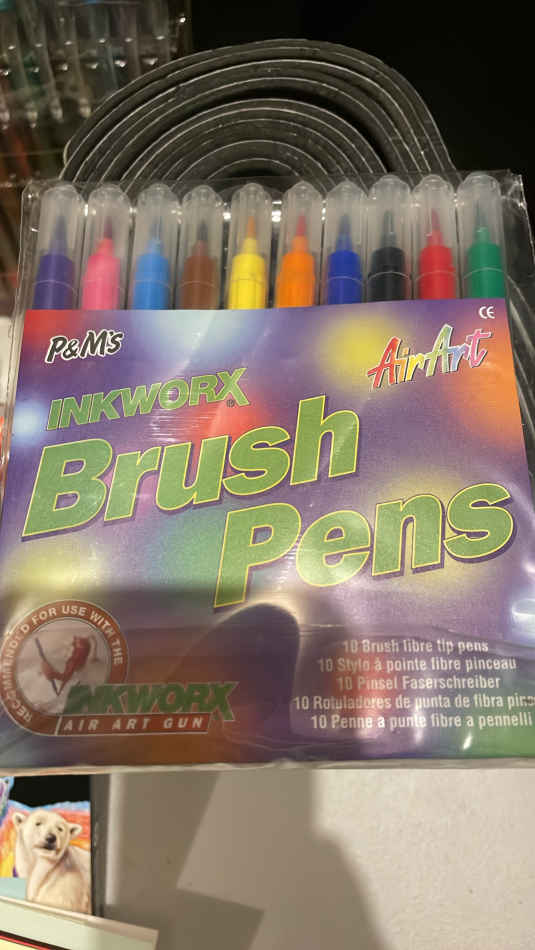 CE
P&M's
AirArt
INKWORX®
Brush
Pens
RECOMMENDED FOR USE WITH THE
INKWORX
AIR ART GUN
10 Brush fibre tip pens
10 Stylo à pointe fibre pinceau
10 Pinsel Faserschreiber
10 Rotuladores de punta de fibra
10 Penne a punte fibre a pennelli